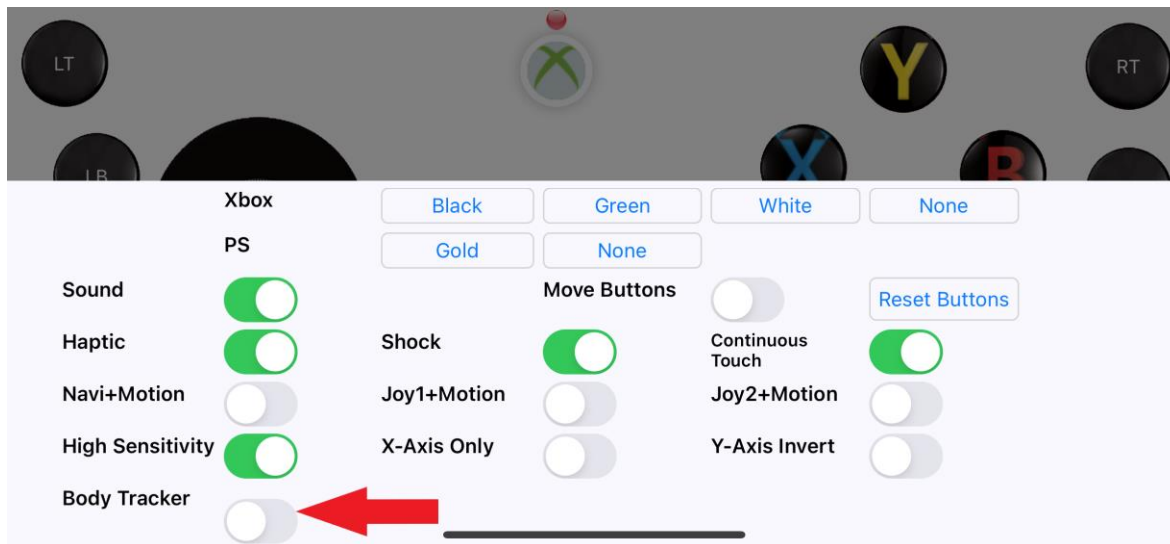 LT
Y
RT
LB
X
B
Xbox Black Green White None
PS Gold None
Sound Move Buttons Reset Buttons
Haptic Shock Continuous
Touch
Navi+Motion Joy1+Motion Joy2+Motion
High Sensitivity X-Axis Only Y-Axis Invert
Body Tracker